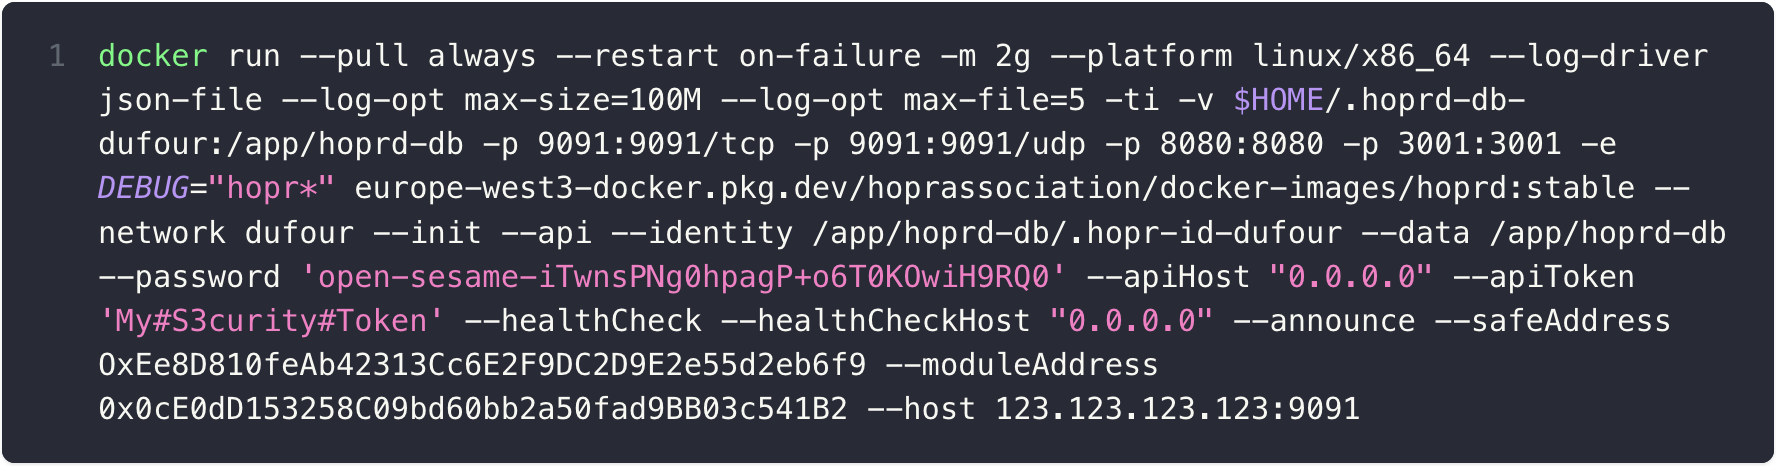 1 docker run --pull always --restart on-failure -m 2g --platform linux/x86_64 --log-driver
json-file --log-opt max-size=100M --log-opt max-file=5 -ti -v $HOME/.hoprd-db-
dufour:/app/hoprd-db -p 9091:9091/tcp -p 9091:9091/udp -p 8080:8080 -p 3001:3001 -e
DEBUG="hopr*" europe-west3-docker.pkg.dev/hoprassociation/docker-images/hoprd:stable --
network dufour --init --api --identity /app/hoprd-db/.hopr-id-dufour --data /app/hoprd-db
--password 'open-sesame-iTwnsPNg0hpagP+o6T0KOwiH9RQ0' --apiHost "0.0.0.0" --apiToken
'My#S3curity#Token' --healthCheck --healthCheckHost "0.0.0.0" --announce --safeAddress
OxEe8D810feAb42313Cc6E2F9DC2D9E2e55d2eb6f9 --moduleAddress
0x0cE0dD153258C09bd60bb2a50fad9BB03c541B2 --host 123.123.123.123:9091